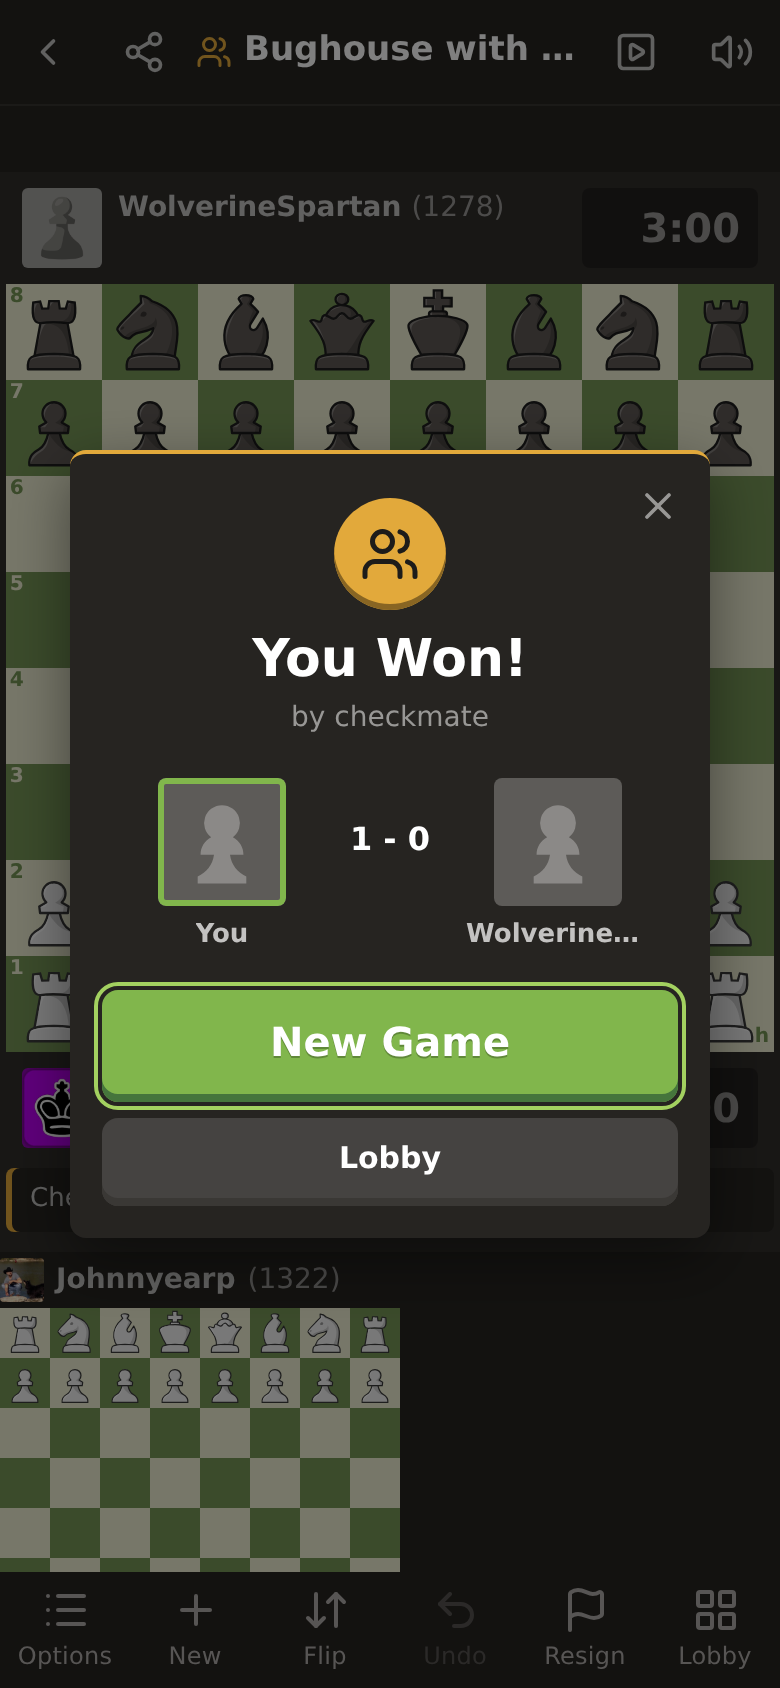 Bughouse with ...
WolverineSpartan (1278)
3:00
8
7
6
5
4
3
2
1
h
You Won!
by checkmate
1 - 0
You
Wolverine...
New Game
Lobby
0
Che
Johnnyearp (1322)
Options
New
Flip
Undo
Resign
Lobby